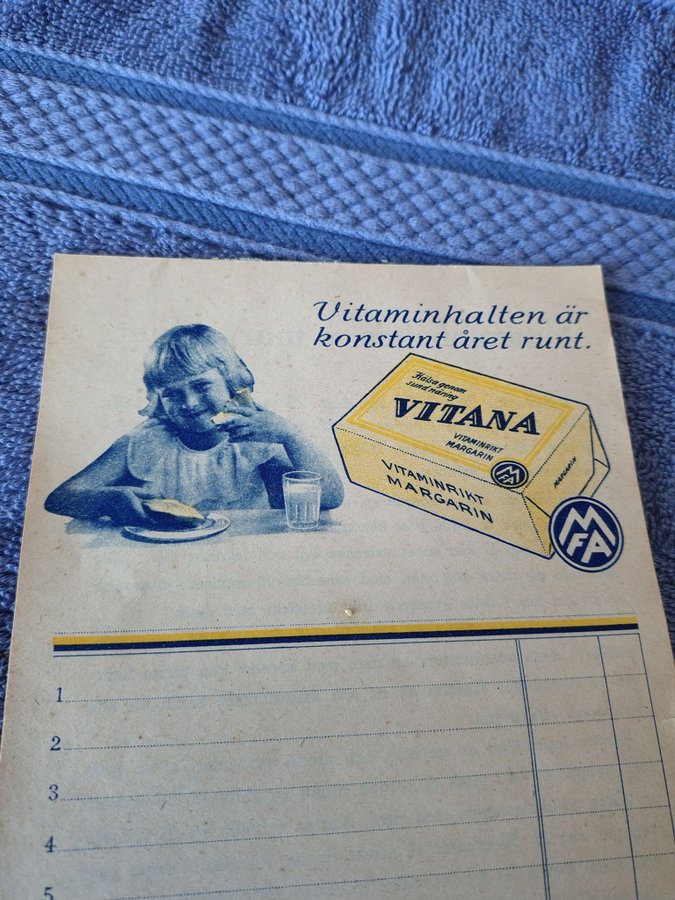 Vitaminhalten är
konstant året runt.
Hälsa genom
sund näring
VITANA
VITAMINRIKT
MARGARIN
MFA
VITAMINRIKT
MARGARIN
MARGARIN
MFA
1
2
3
4
5